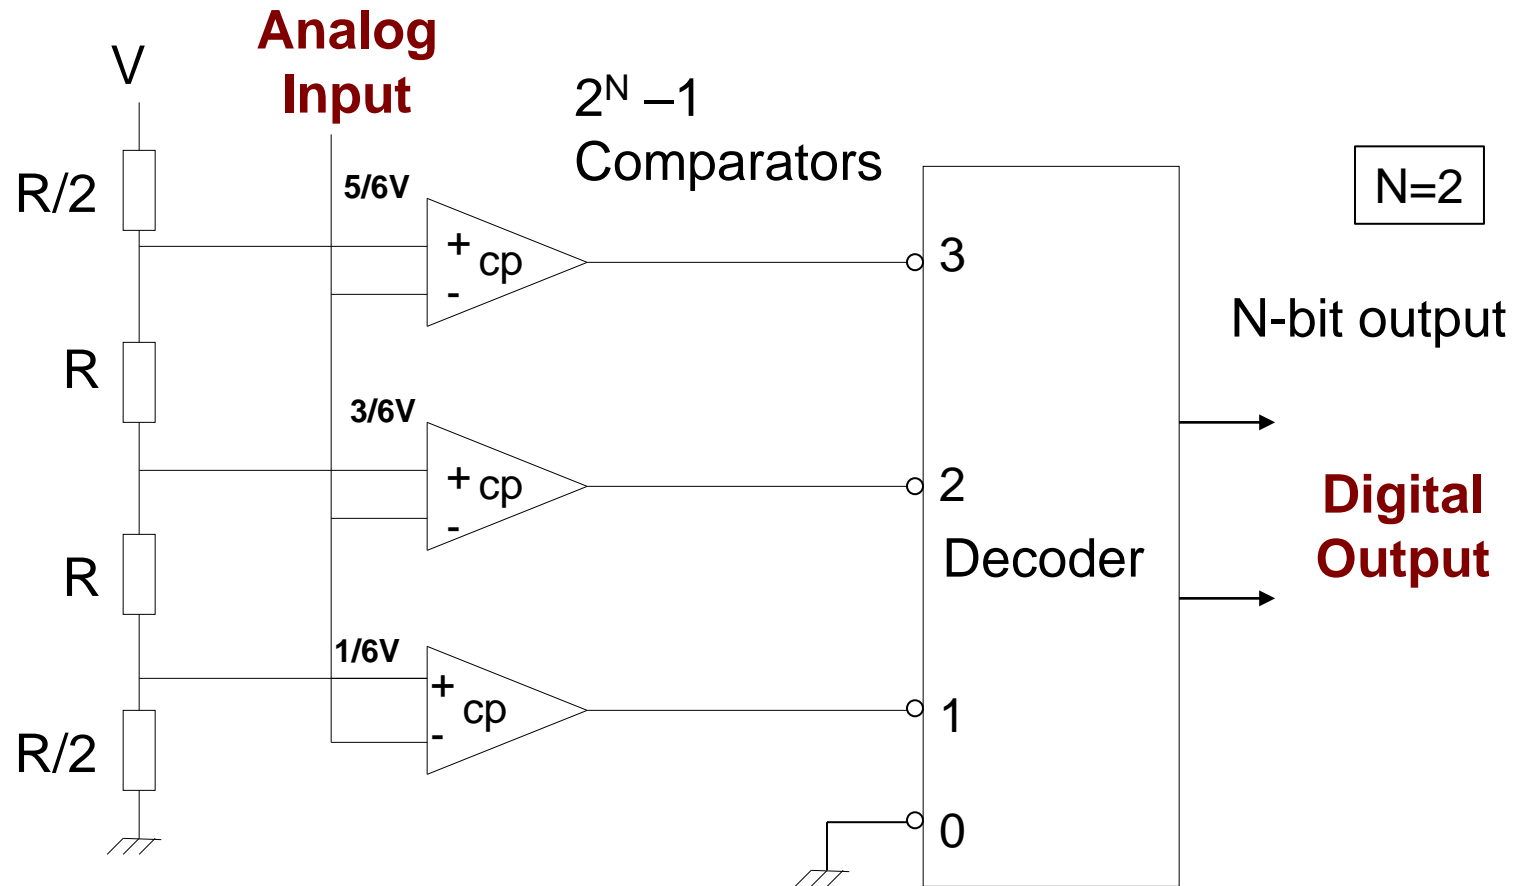 Analog
Input
V
2ᴺ –1
Comparators
R/2
5/6V
N=2
+
cp
-
3
N-bit output
R
3/6V
+
cp
-
2
Digital
Output
Decoder
R
1/6V
+
cp
-
1
R/2
0